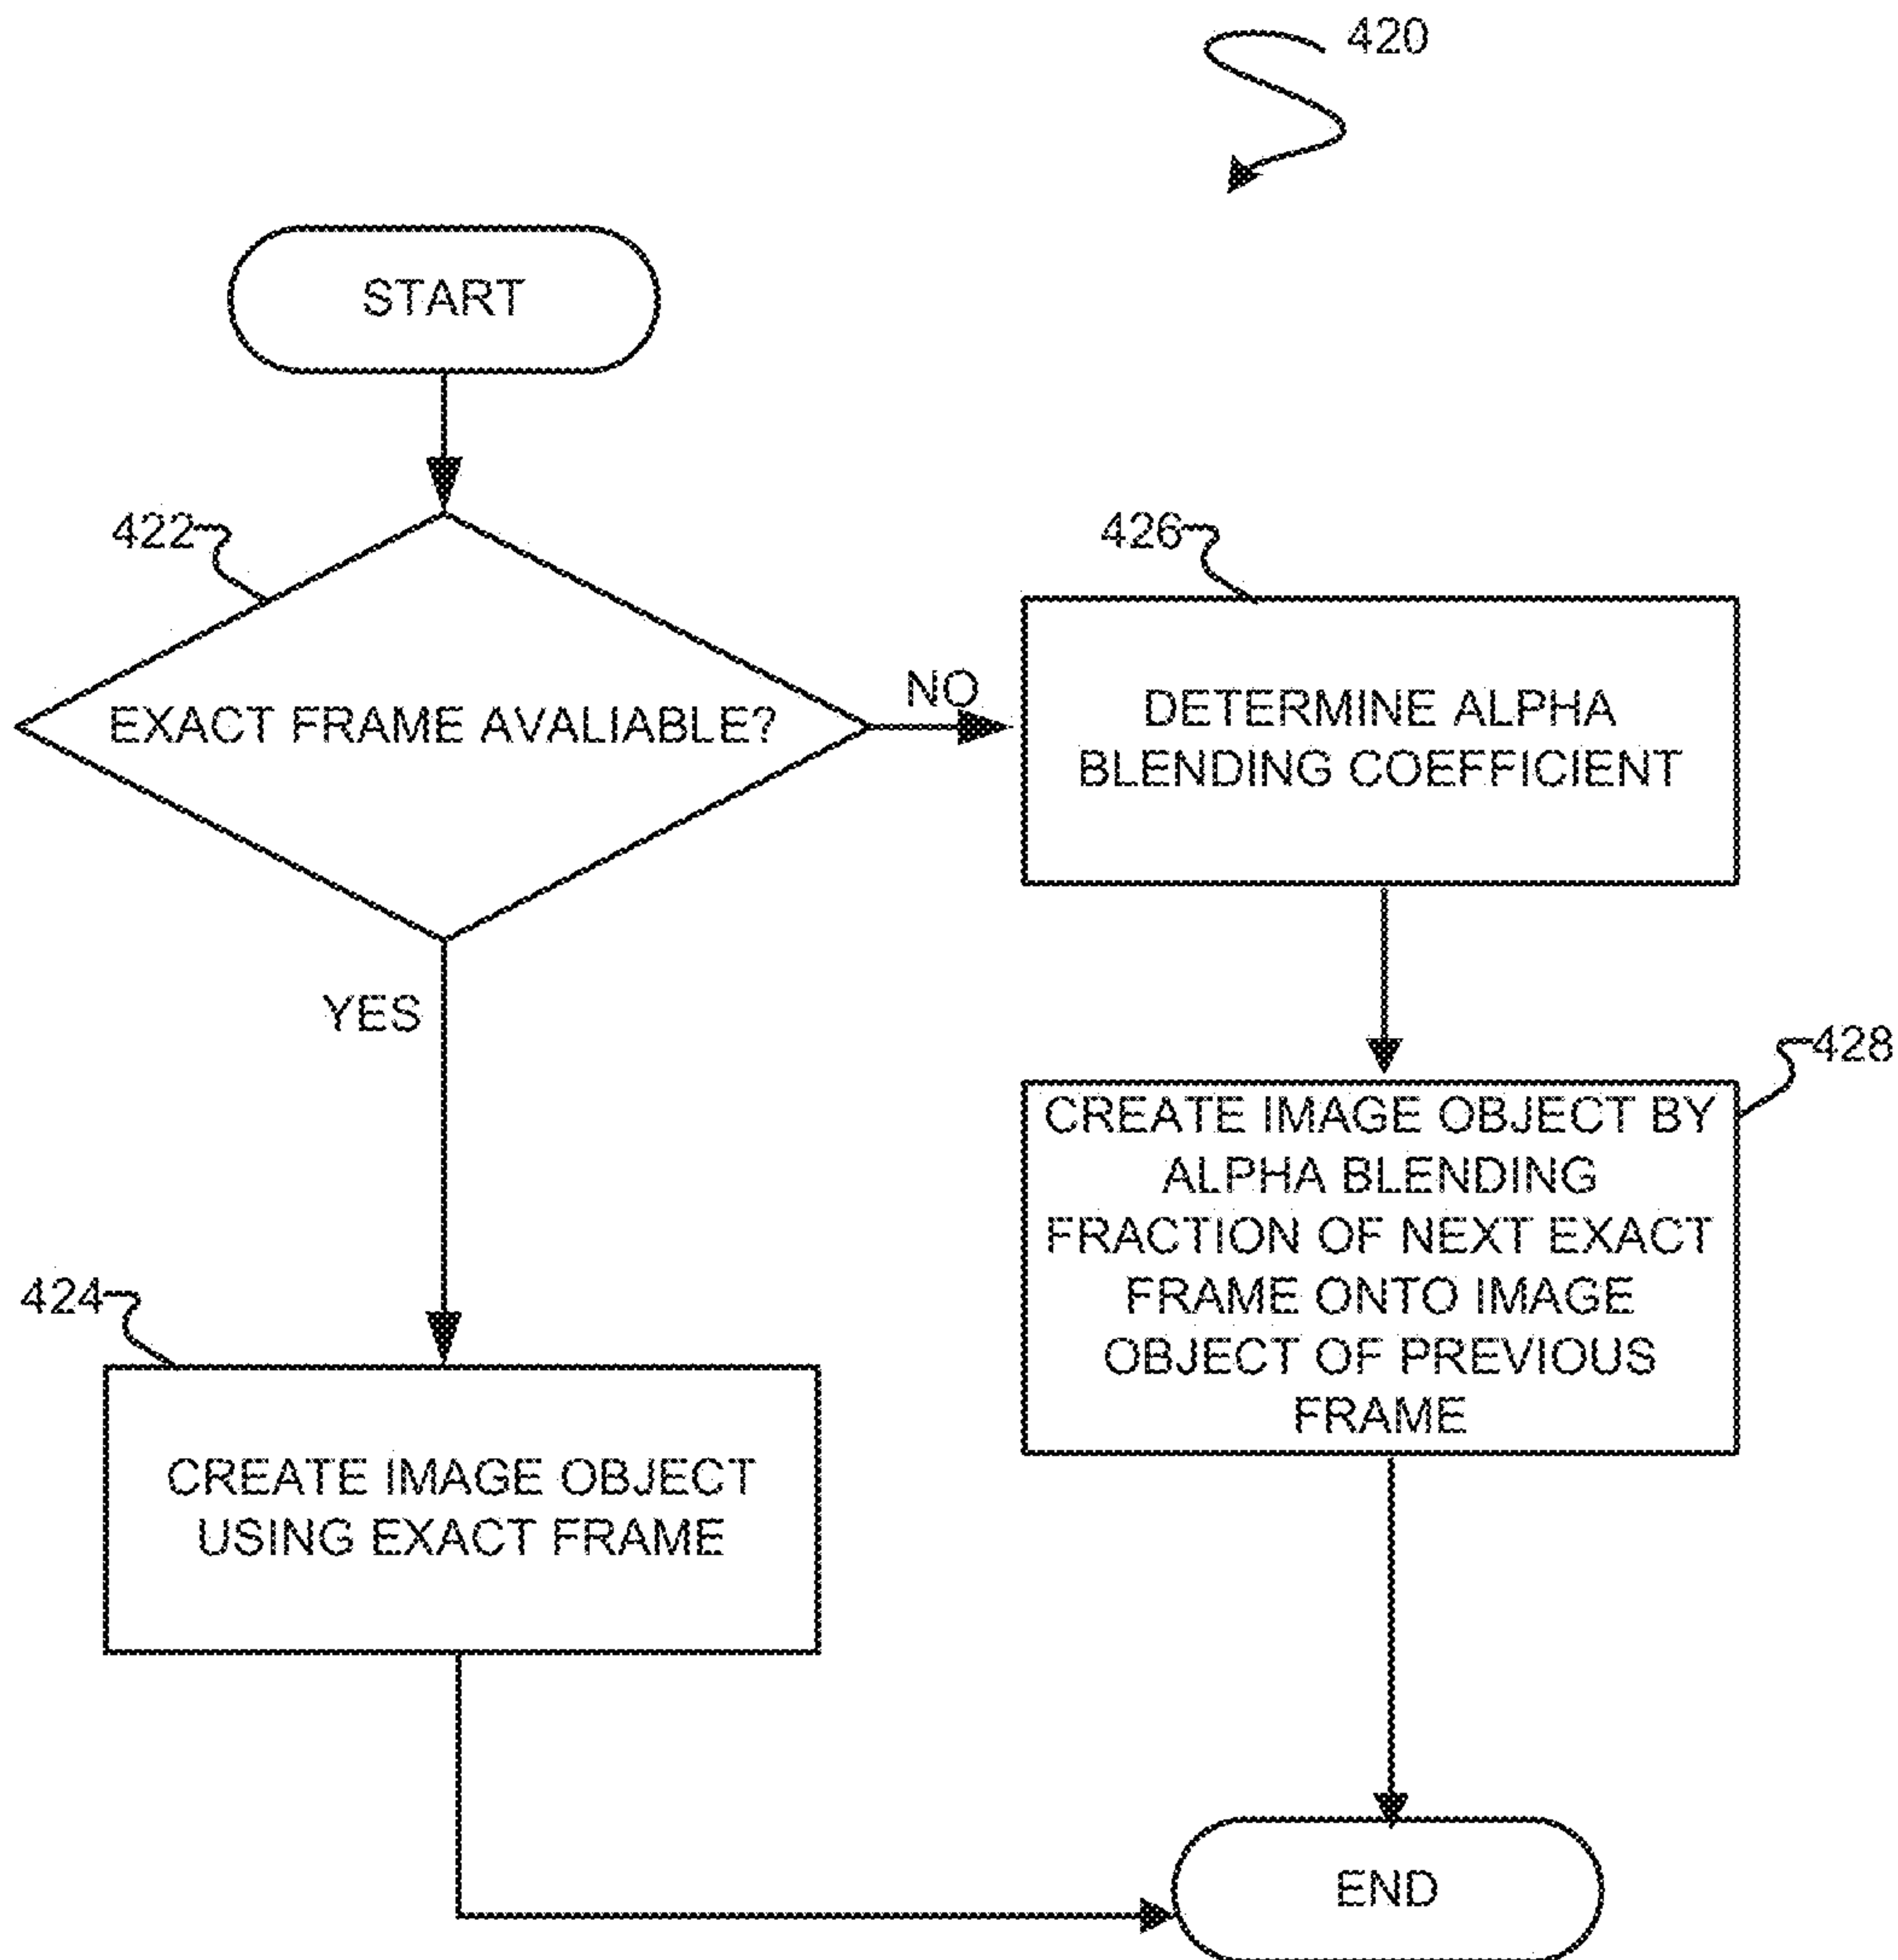 420
START
422
EXACT FRAME AVALIABLE?
NO
426
DETERMINE ALPHA
BLENDING COEFFICIENT
YES
428
CREATE IMAGE OBJECT BY
ALPHA BLENDING
FRACTION OF NEXT EXACT
FRAME ONTO IMAGE
OBJECT OF PREVIOUS
FRAME
424
CREATE IMAGE OBJECT
USING EXACT FRAME
END